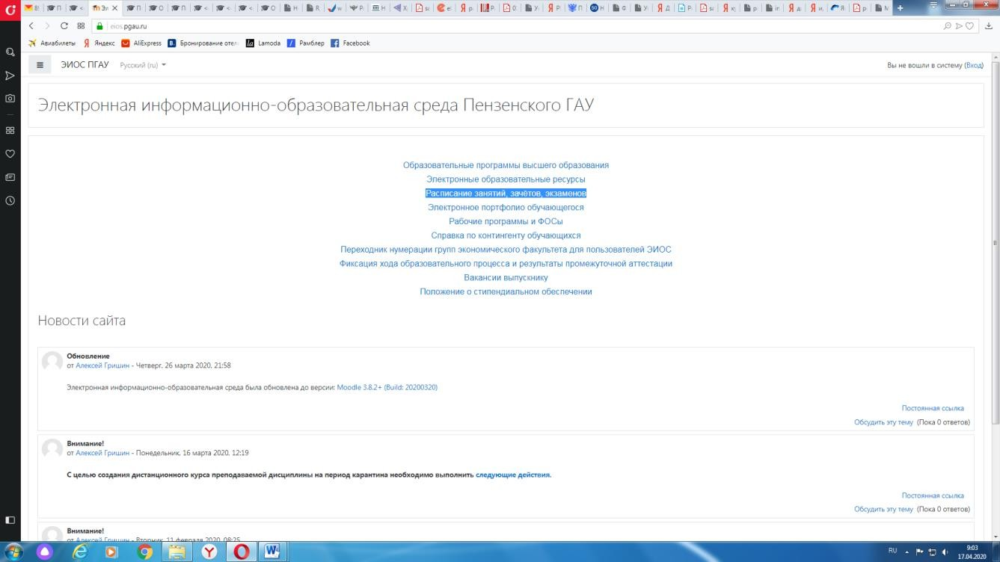 eios.pgau.ru
Авиабилеты Яндекс AliExpress Бронирование отел Lamoda Рамблер Facebook
ЭИОС ПГАУ Русский (ru) Вы не вошли в систему (Вход)
Электронная информационно-образовательная среда Пензенского ГАУ
Образовательные программы высшего образования
Электронные образовательные ресурсы
Расписание занятий, зачётов, экзаменов
Электронное портфолио обучающегося
Рабочие программы и ФОСы
Справка по контингенту обучающихся
Переходник нумерации групп экономического факультета для пользователей ЭИОС
Фиксация хода образовательного процесса и результаты промежуточной аттестации
Вакансии выпускнику
Положение о стипендиальном обеспечении
Новости сайта
Обновление
от Алексей Гришин - Четверг, 26 марта 2020, 21:58
Электронная информационно-образовательная среда была обновлена до версии: Moodle 3.8.2+ (Build: 20200320)
Постоянная ссылка
Обсудить эту тему (Пока 0 ответов)
Внимание!
от Алексей Гришин - Понедельник, 16 марта 2020, 12:19
С целью создания дистанционного курса преподаваемой дисциплины на период карантина необходимо выполнить следующие действия.
Постоянная ссылка
Обсудить эту тему (Пока 0 ответов)
Внимание!
от Алексей Гришин - Вторник, 11 февраля 2020, 08:25
RU 9:03
17.04.2020